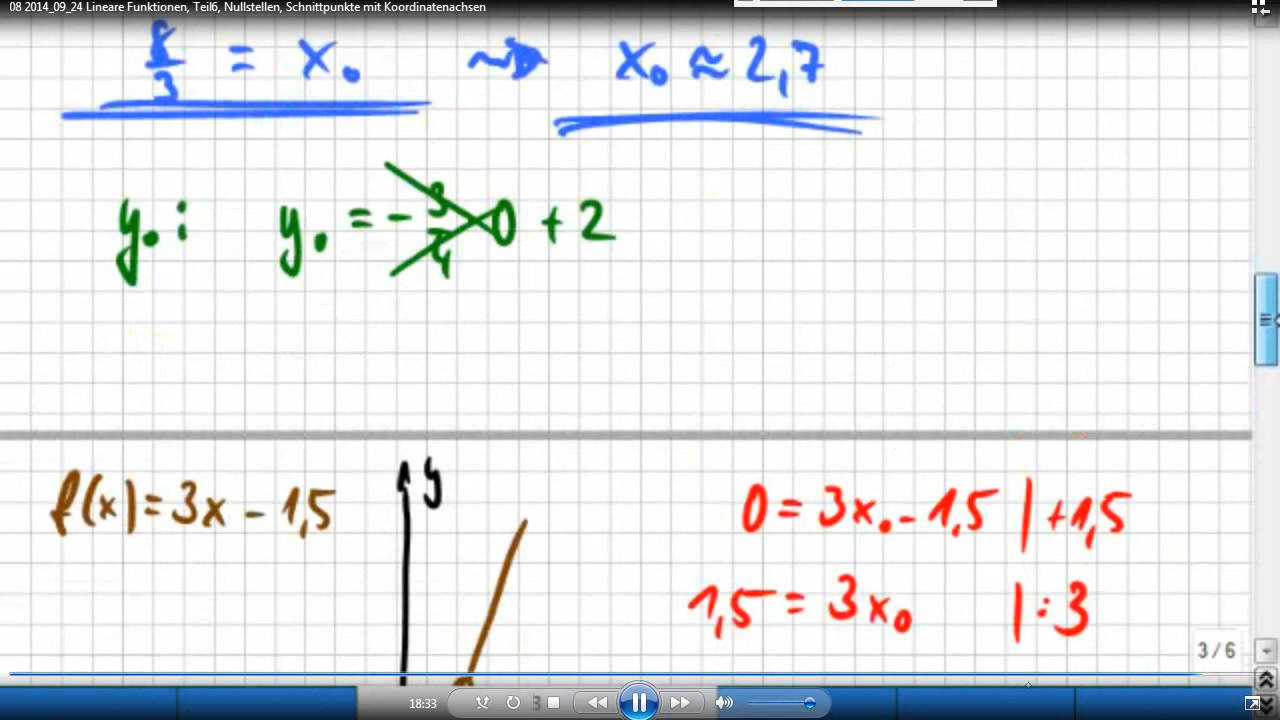 08 2014_09_24 Lineare Funktionen, Teil6, Nullstellen, Schnittpunkte mit Koordinatenachsen
8/3 = x₀ ⇝ x₀ ≈ 2,7
y₀: y₀ = - 3/4 · 0 + 2
f(x) = 3x - 1,5
y
0 = 3x₀ - 1,5 | +1,5
1,5 = 3x₀ | : 3
3 / 6
18:33